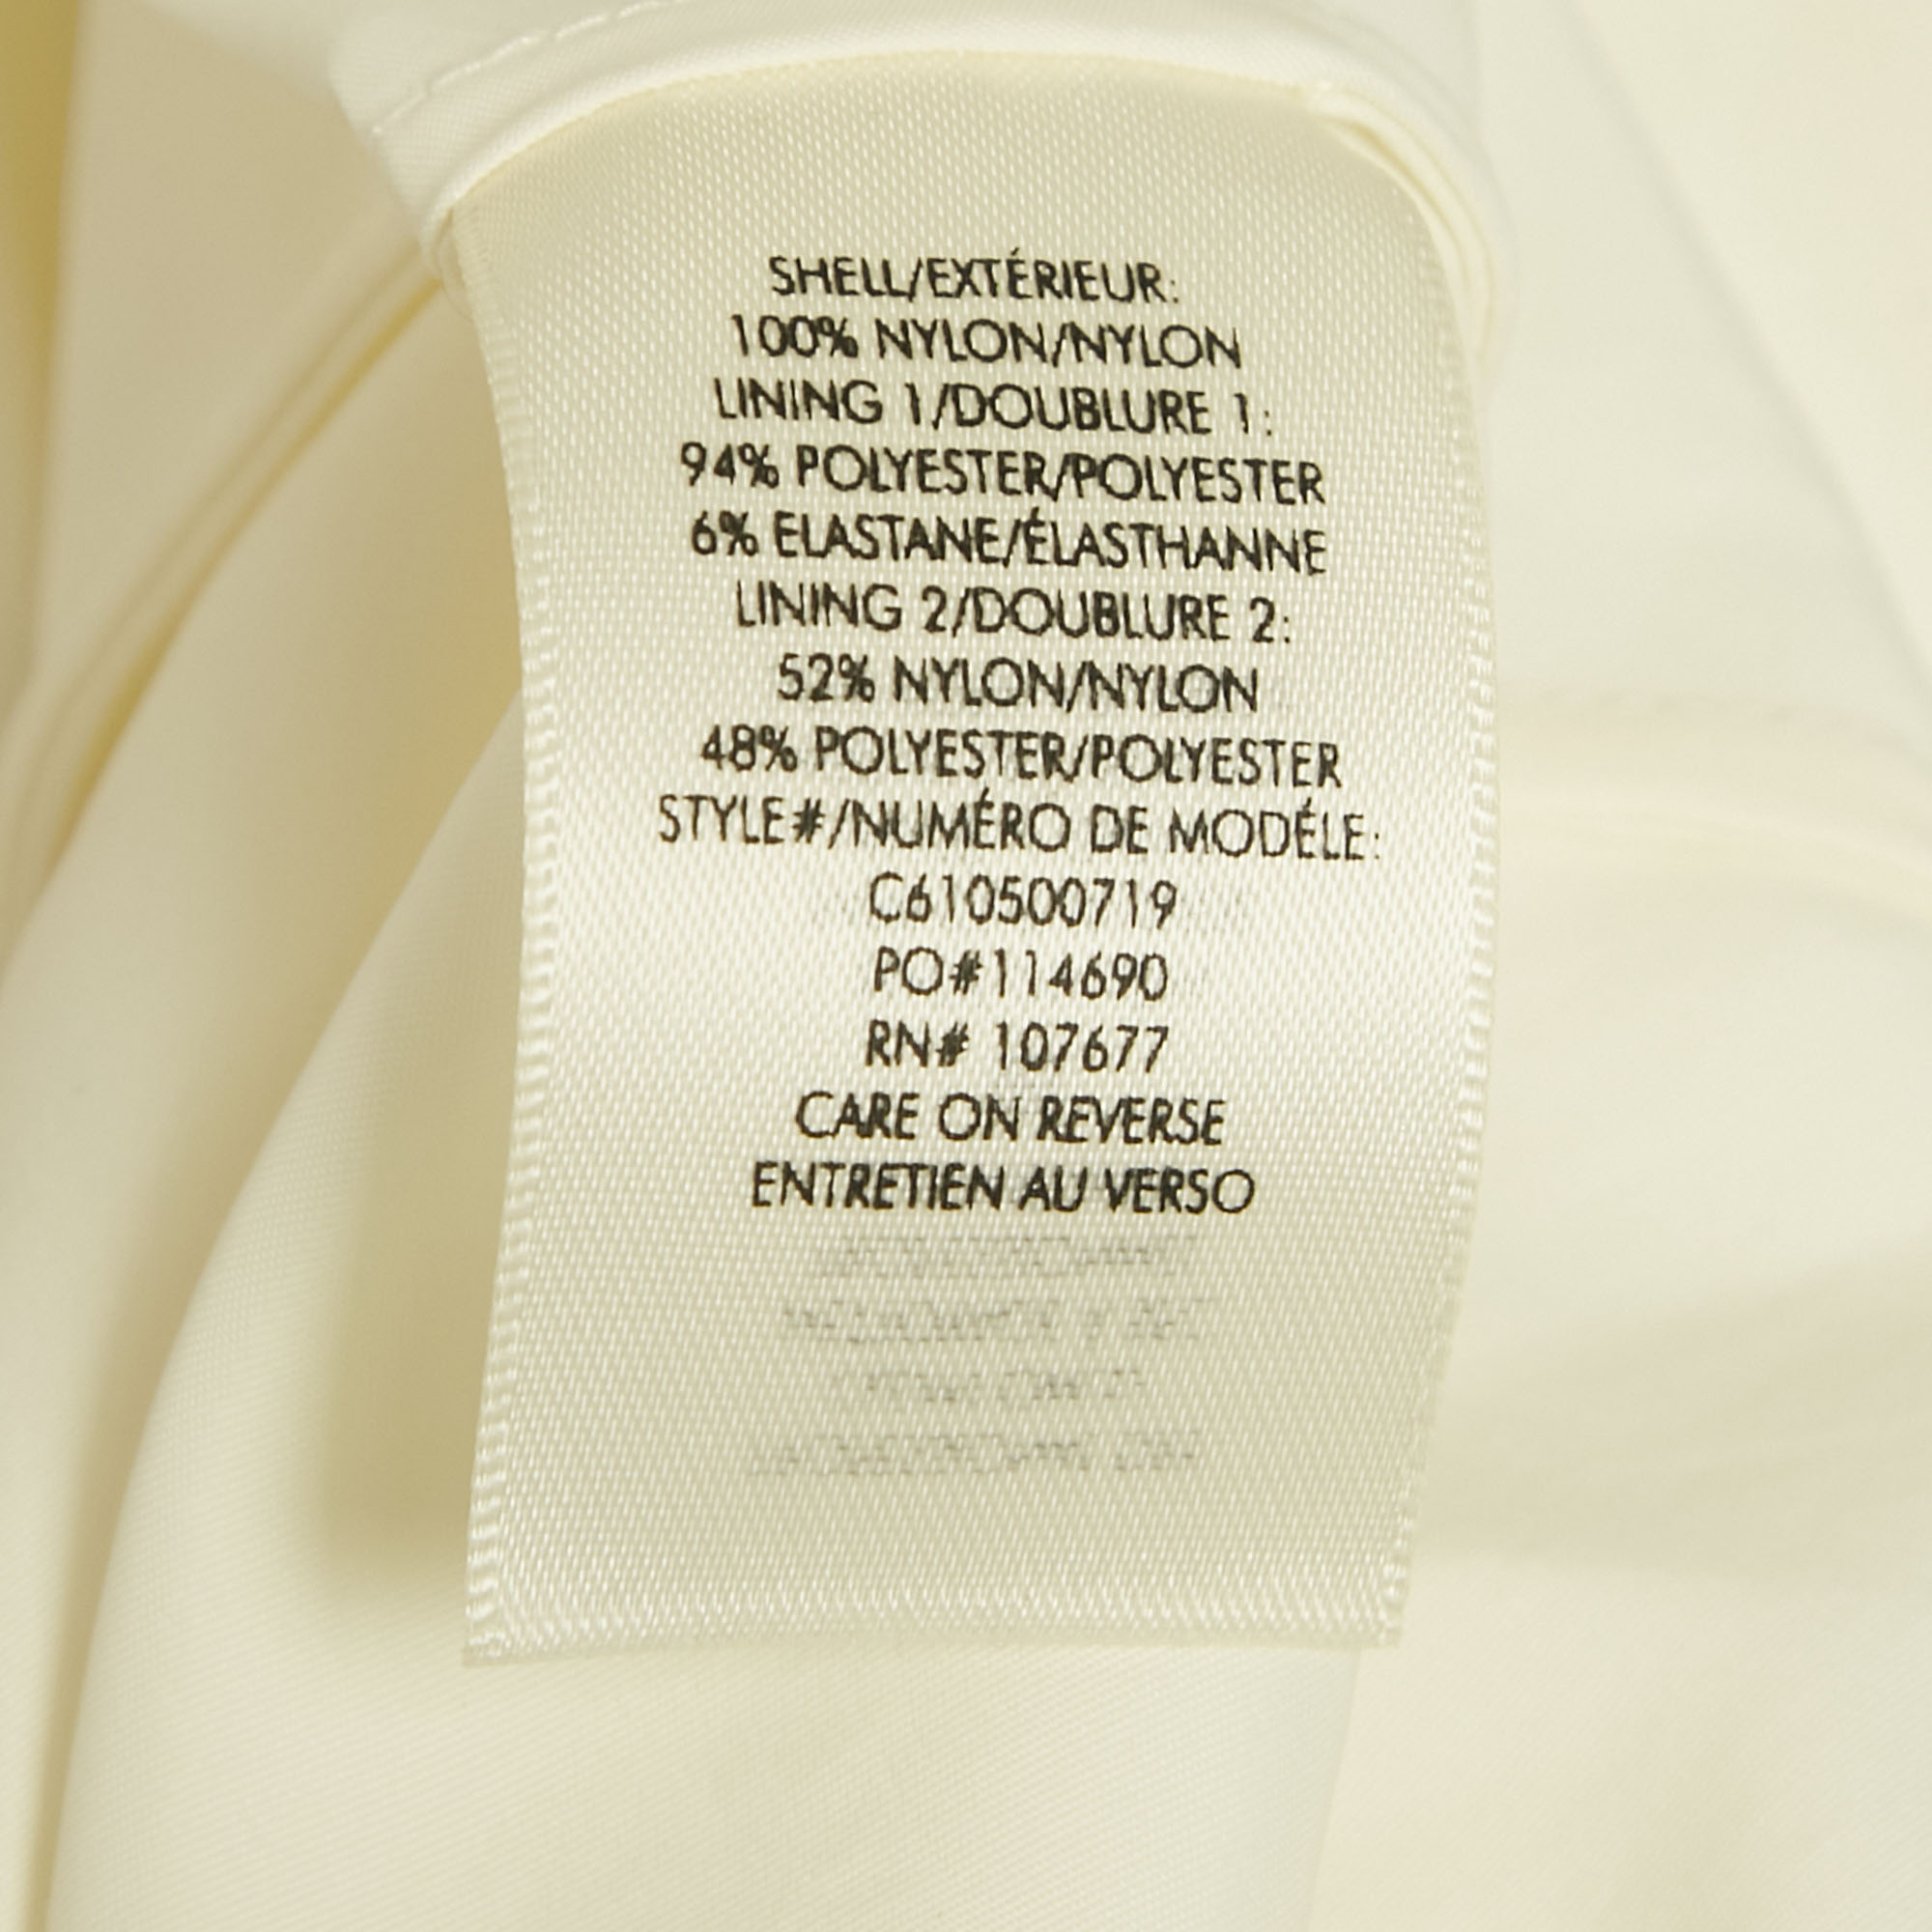 SHELL/EXTÉRIEUR:
100% NYLON/NYLON
LINING 1/DOUBLURE 1:
94% POLYESTER/POLYESTER
6% ELASTANE/ÉLASTHANNE
LINING 2/DOUBLURE 2:
52% NYLON/NYLON
48% POLYESTER/POLYESTER
STYLE#/NUMÉRO DE MODÉLE:
C610500719
PO#114690
RN# 107677
CARE ON REVERSE
ENTRETIEN AU VERSO